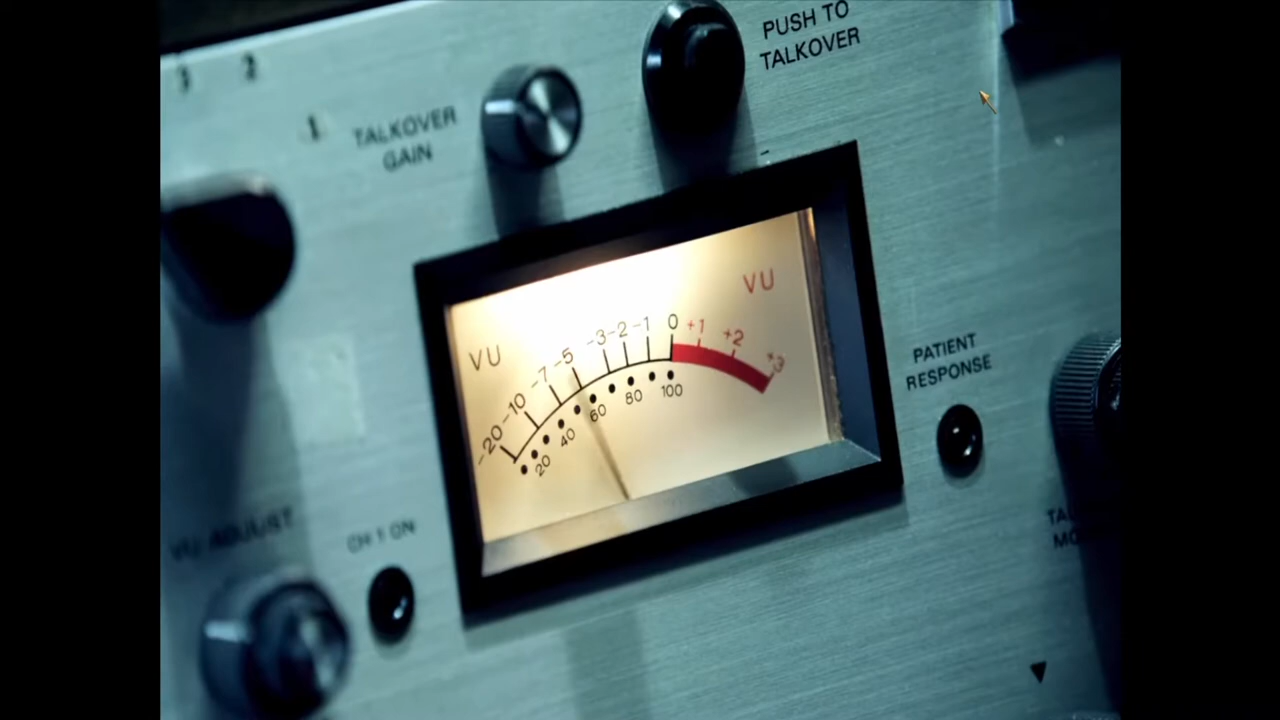 PUSH TO
TALKOVER
3 2
1
TALKOVER
GAIN
VU
VU
-20 -10 -7 -5 -3 -2 -1 0 +1 +2 +3
20 40 60 80 100
PATIENT
RESPONSE
VU ADJUST
CH 1 ON